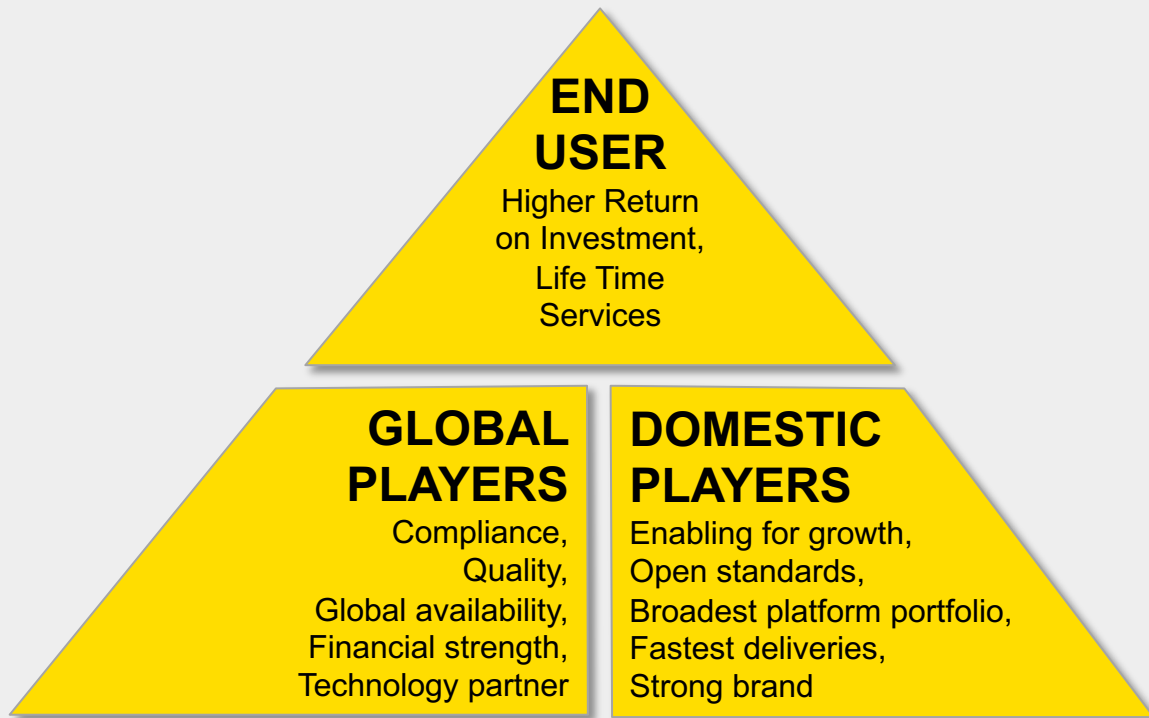 END
USER
Higher Return
on Investment,
Life Time
Services
GLOBAL
PLAYERS
Compliance,
Quality,
Global availability,
Financial strength,
Technology partner
DOMESTIC
PLAYERS
Enabling for growth,
Open standards,
Broadest platform portfolio,
Fastest deliveries,
Strong brand